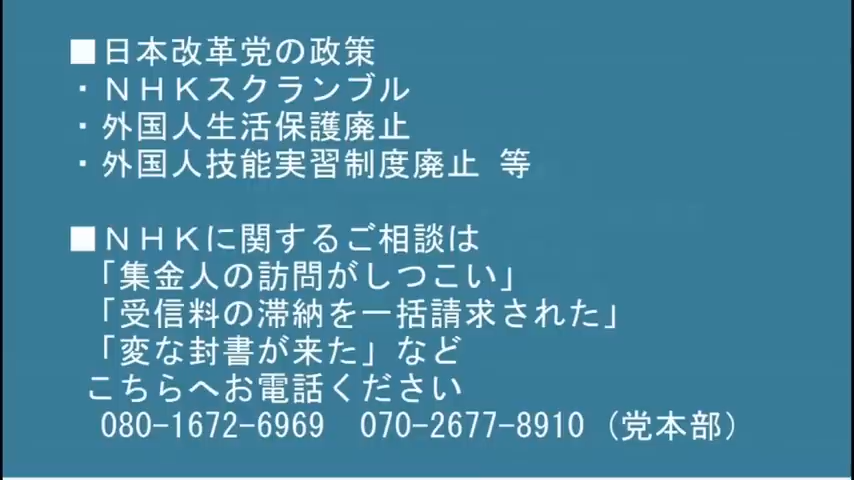 ■日本改革党の政策
・ＮＨＫスクランブル
・外国人生活保護廃止
・外国人技能実習制度廃止 等
■ＮＨＫに関するご相談は
「集金人の訪問がしつこい」
「受信料の滞納を一括請求された」
「変な封書が来た」など
こちらへお電話ください
080-1672-6969　070-2677-8910（党本部）